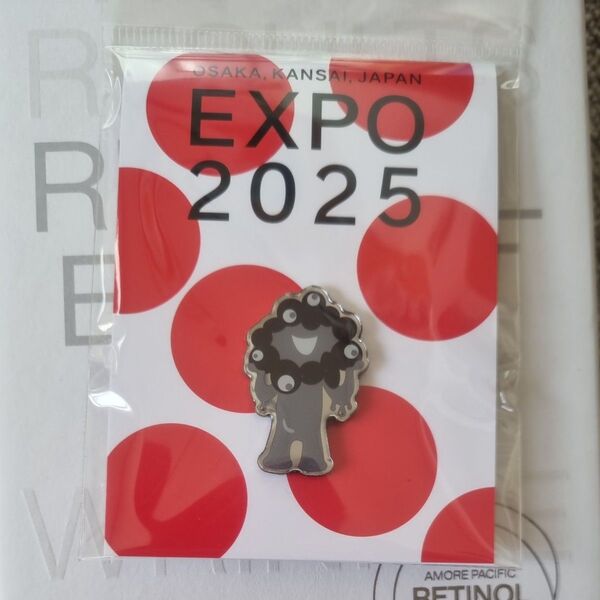 OSAKA, KANSAI, JAPAN
EXPO
2025
AMORE PACIFIC
RETINOL